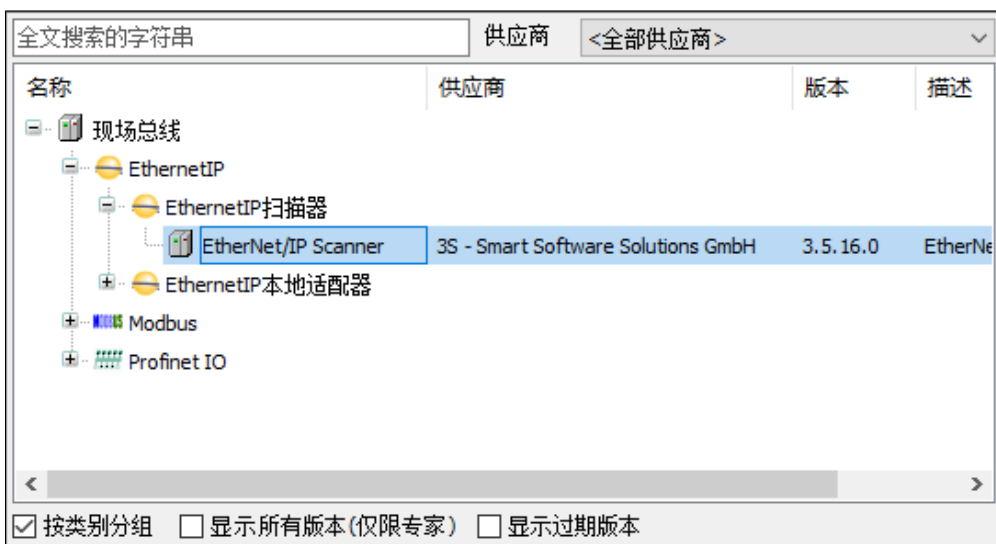 全文搜索的字符串 供应商 <全部供应商>
名称 供应商 版本 描述
现场总线
EthernetIP
EthernetIP扫描器
EtherNet/IP Scanner 3S - Smart Software Solutions GmbH 3.5.16.0 EtherNe
EthernetIP本地适配器
MODBUS Modbus
Profinet IO
按类别分组 显示所有版本(仅限专家) 显示过期版本